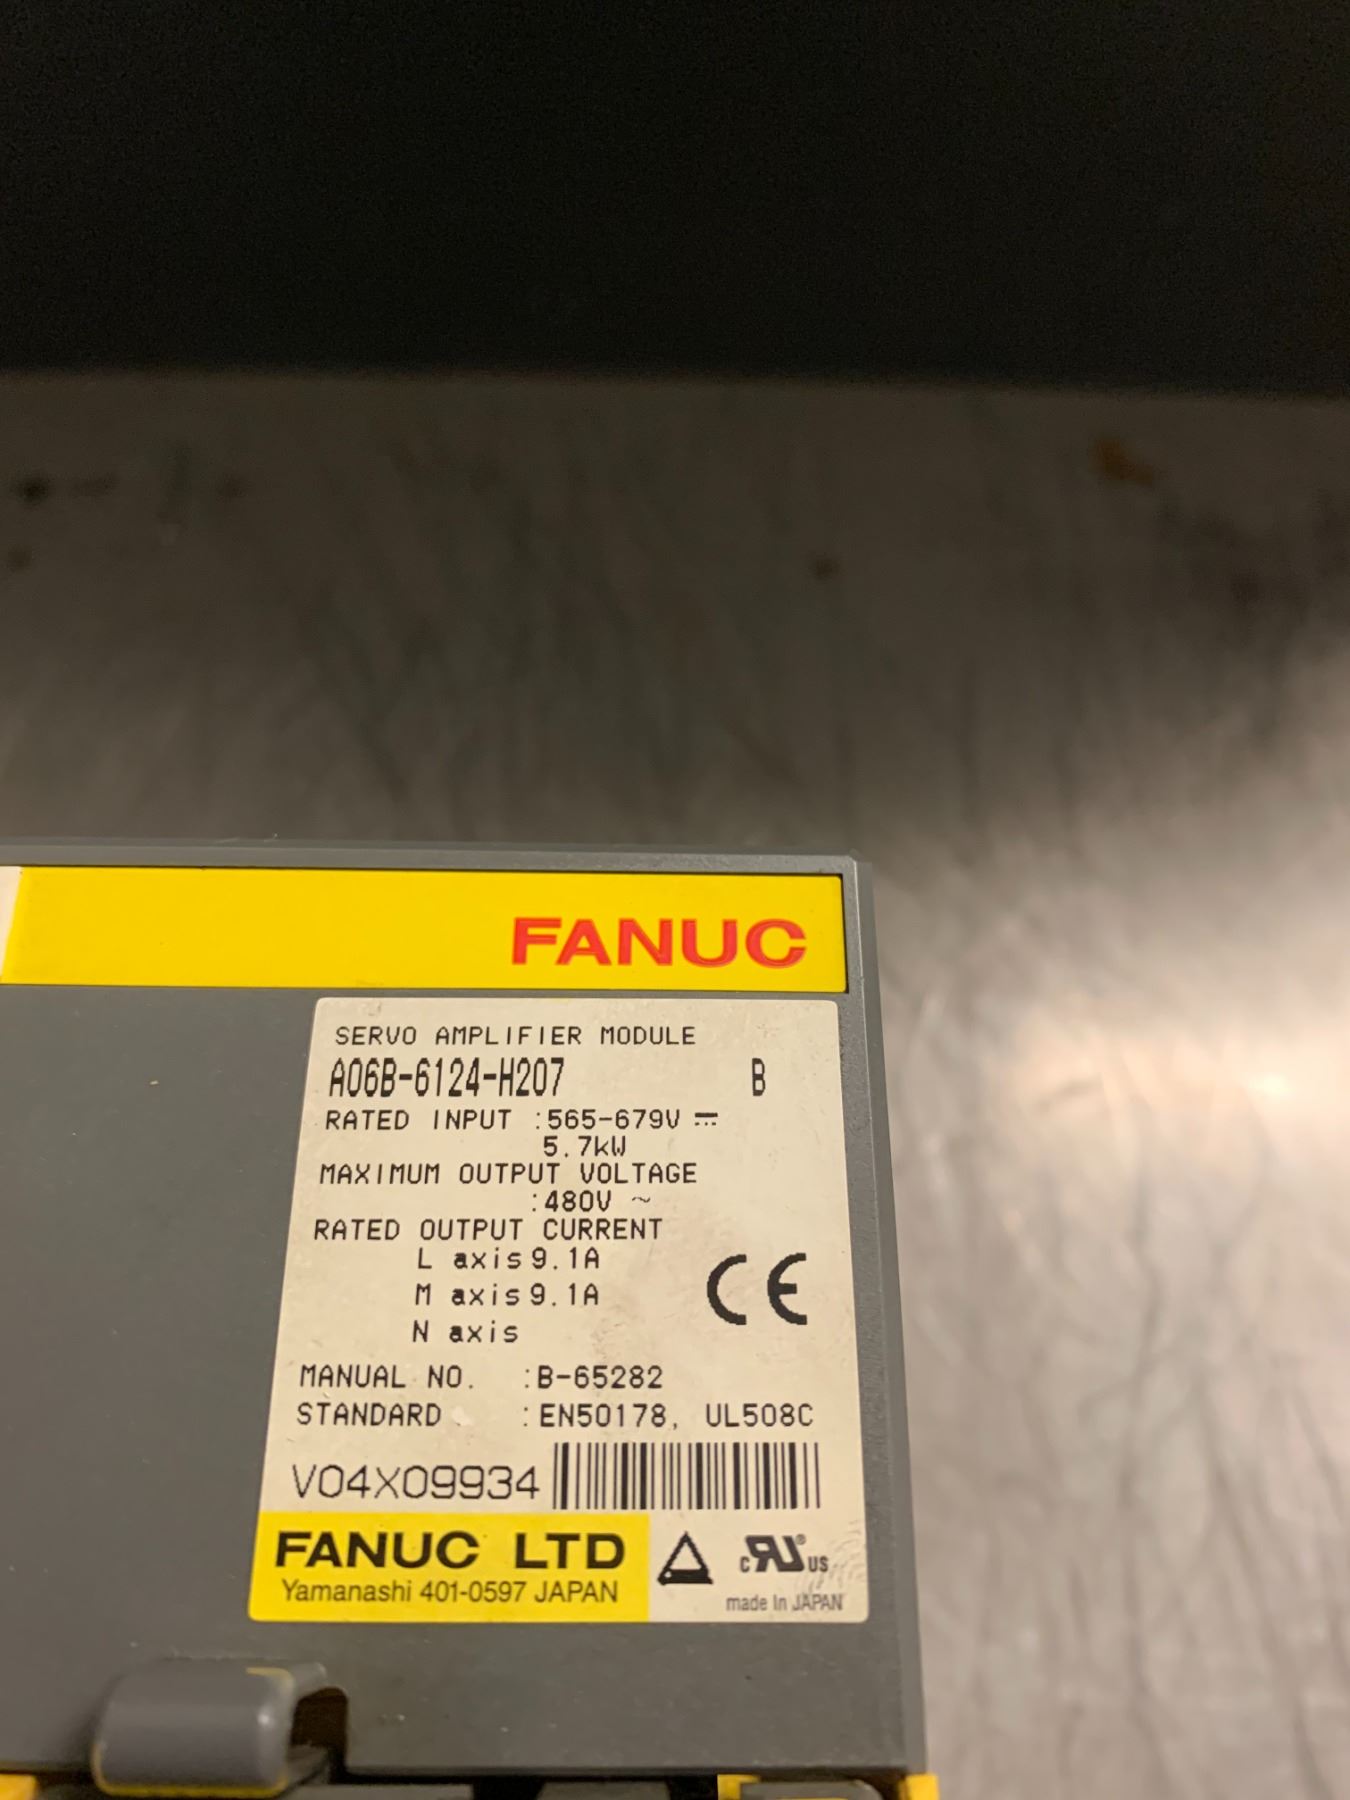 FANUC
SERVO AMPLIFIER MODULE
A06B-6124-H207 B
RATED INPUT :565-679V ⎓
5.7kW
MAXIMUM OUTPUT VOLTAGE
:480V ~
RATED OUTPUT CURRENT
L axis 9.1A
M axis 9.1A
N axis
CE
MANUAL NO. :B-65282
STANDARD :EN50178, UL508C
V04X09934
FANUC LTD
Yamanashi 401-0597 JAPAN
c RU® US
made In JAPAN